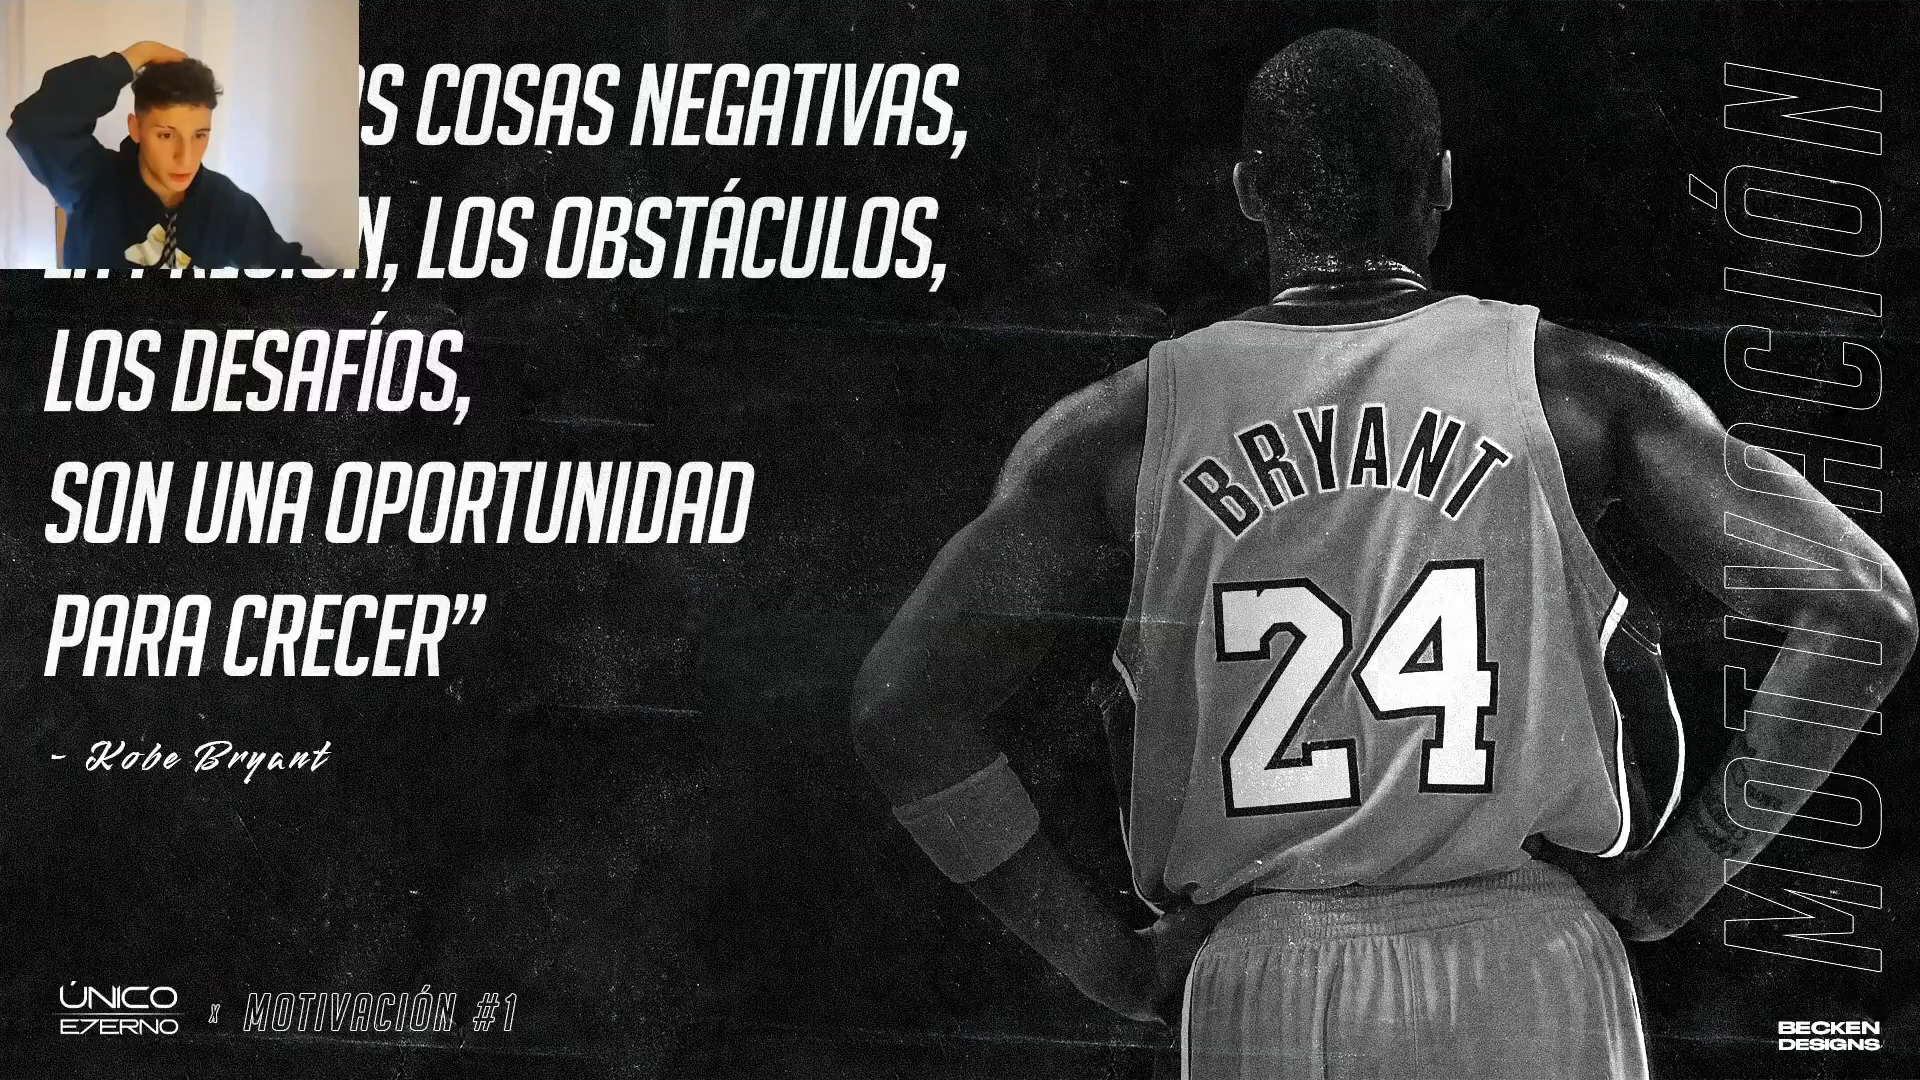 COSAS NEGATIVAS,
LOS OBSTÁCULOS,
LOS DESAFÍOS,
SON UNA OPORTUNIDAD
PARA CRECER”
- Kobe Bryant
BRYANT
24
MOTIVACIÓN
ÚNICO
E7ERNO
x MOTIVACIÓN #1
BECKEN
DESIGNS